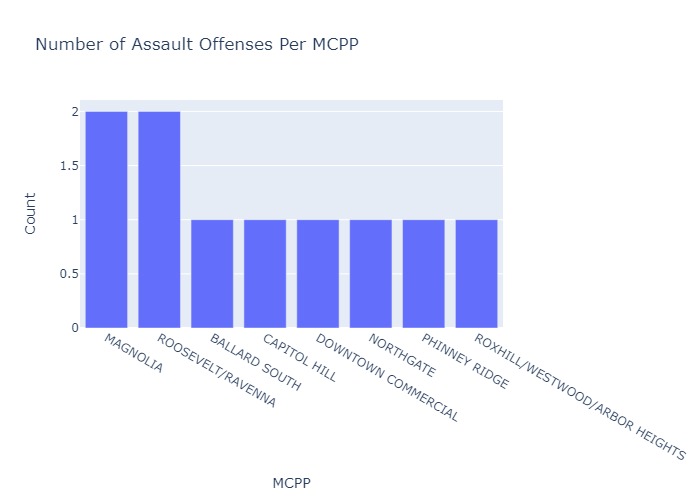 Number of Assault Offenses Per MCPP
Count
2
1.5
1
0.5
0
MAGNOLIA
ROOSEVELT/RAVENNA
BALLARD SOUTH
CAPITOL HILL
DOWNTOWN COMMERCIAL
NORTHGATE
PHINNEY RIDGE
ROXHILL/WESTWOOD/ARBOR HEIGHTS
MCPP